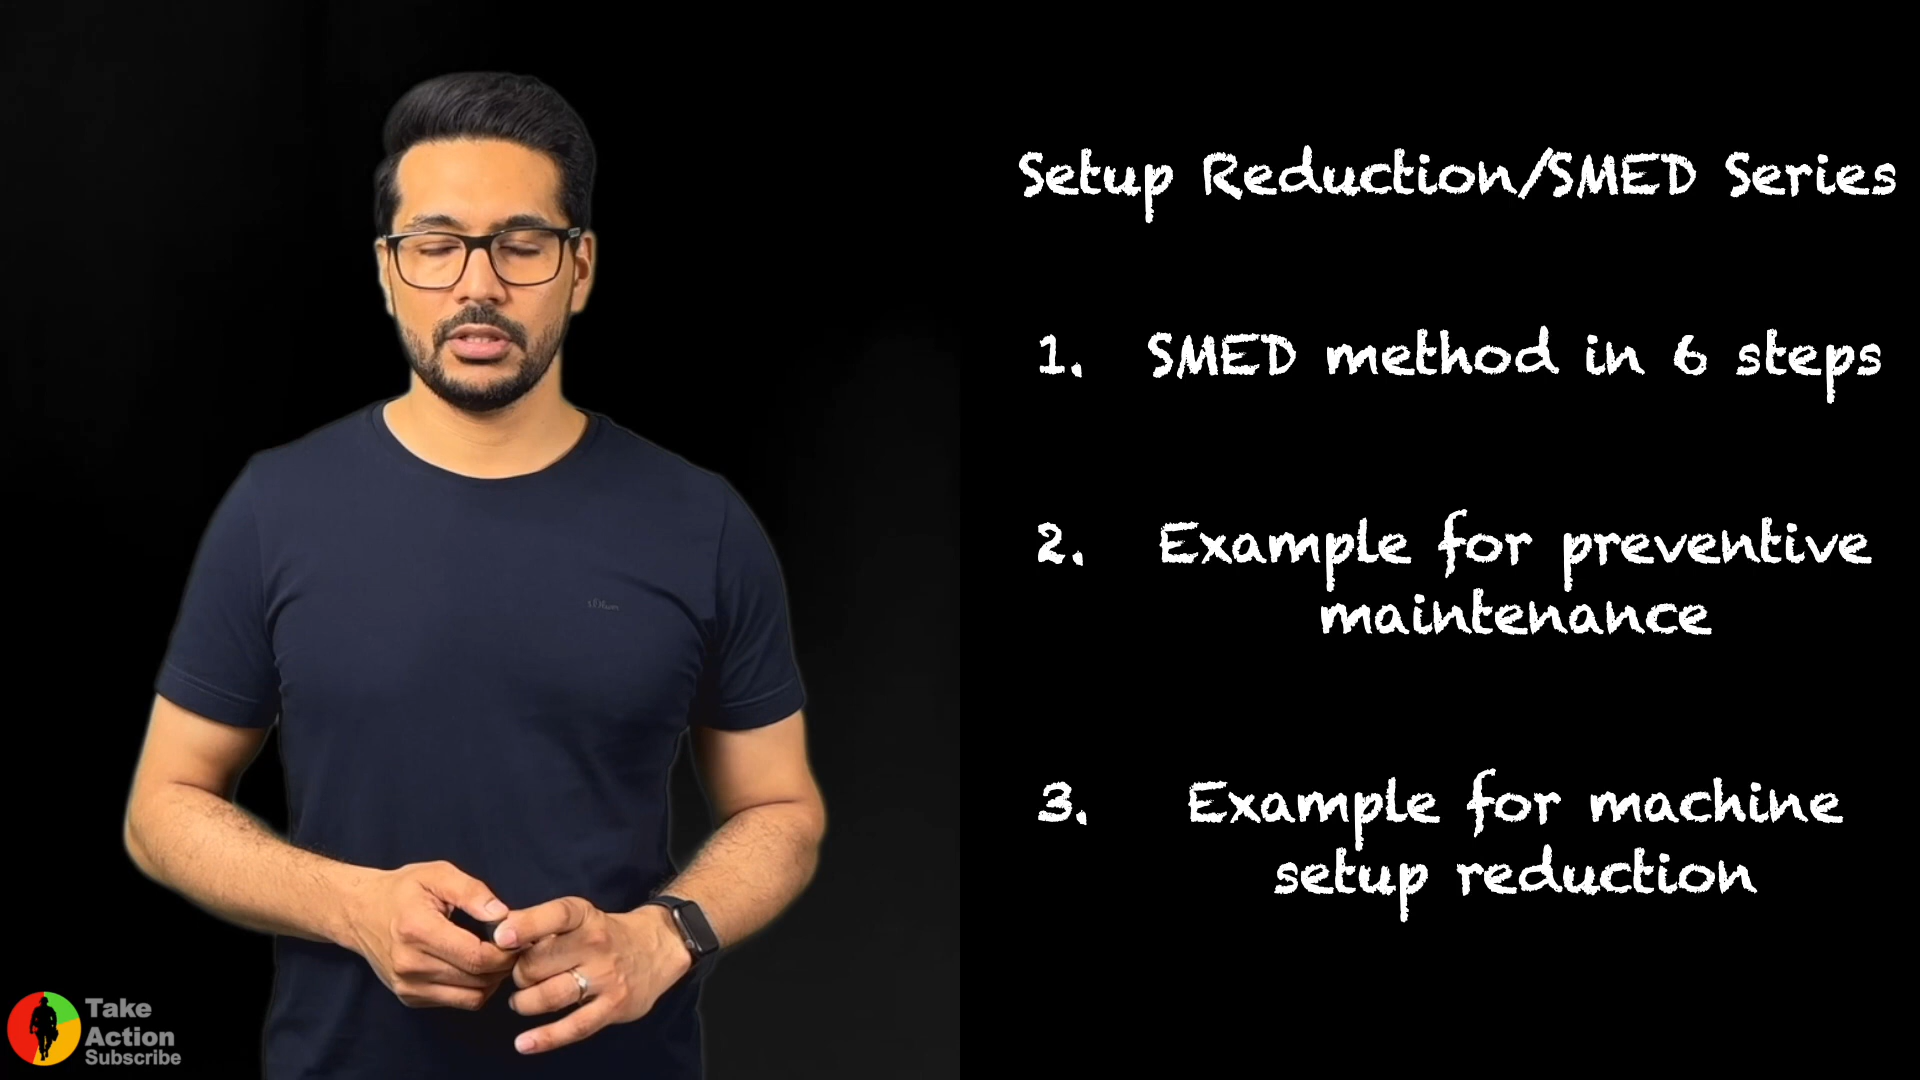 Setup Reduction/SMED Series
1. SMED method in 6 steps
2. Example for preventive
maintenance
3. Example for machine
setup reduction
Take
Action
Subscribe